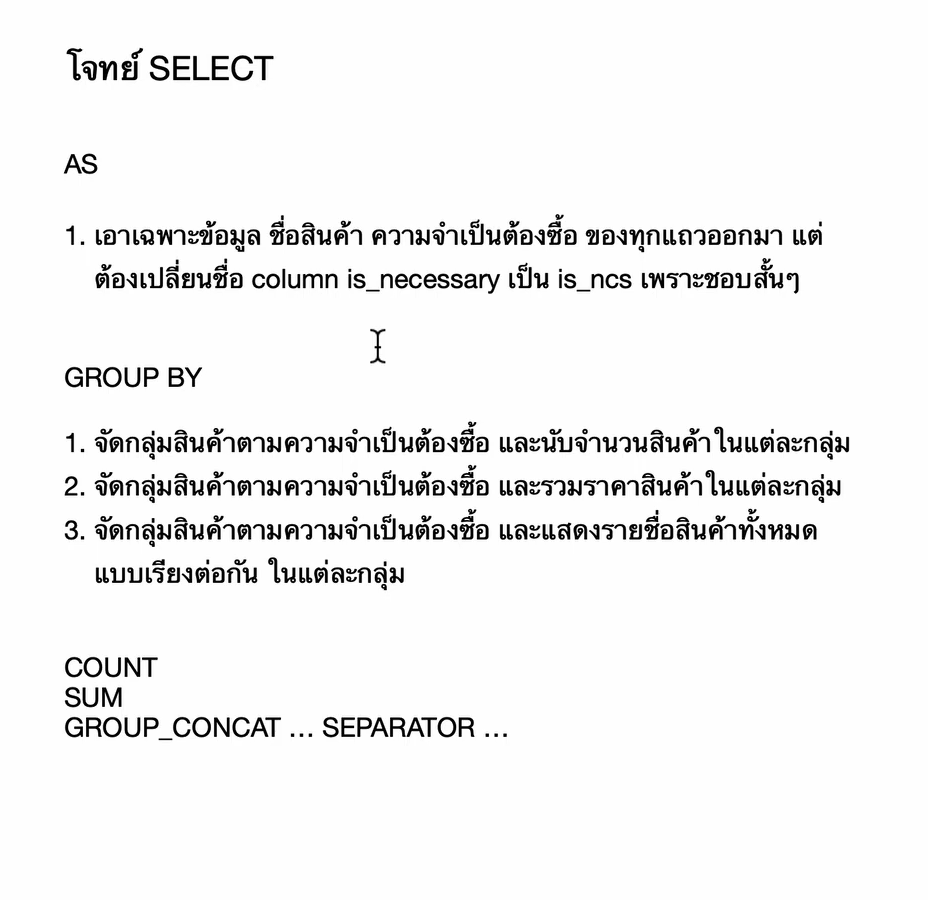 โจทย์ SELECT
AS
1. เอาเฉพาะข้อมูล ชื่อสินค้า ความจำเป็นต้องซื้อ ของทุกแถวออกมา แต่
ต้องเปลี่ยนชื่อ column is_necessary เป็น is_ncs เพราะชอบสั้นๆ
GROUP BY
1. จัดกลุ่มสินค้าตามความจำเป็นต้องซื้อ และนับจำนวนสินค้าในแต่ละกลุ่ม
2. จัดกลุ่มสินค้าตามความจำเป็นต้องซื้อ และรวมราคาสินค้าในแต่ละกลุ่ม
3. จัดกลุ่มสินค้าตามความจำเป็นต้องซื้อ และแสดงรายชื่อสินค้าทั้งหมด
แบบเรียงต่อกัน ในแต่ละกลุ่ม
COUNT
SUM
GROUP_CONCAT … SEPARATOR …